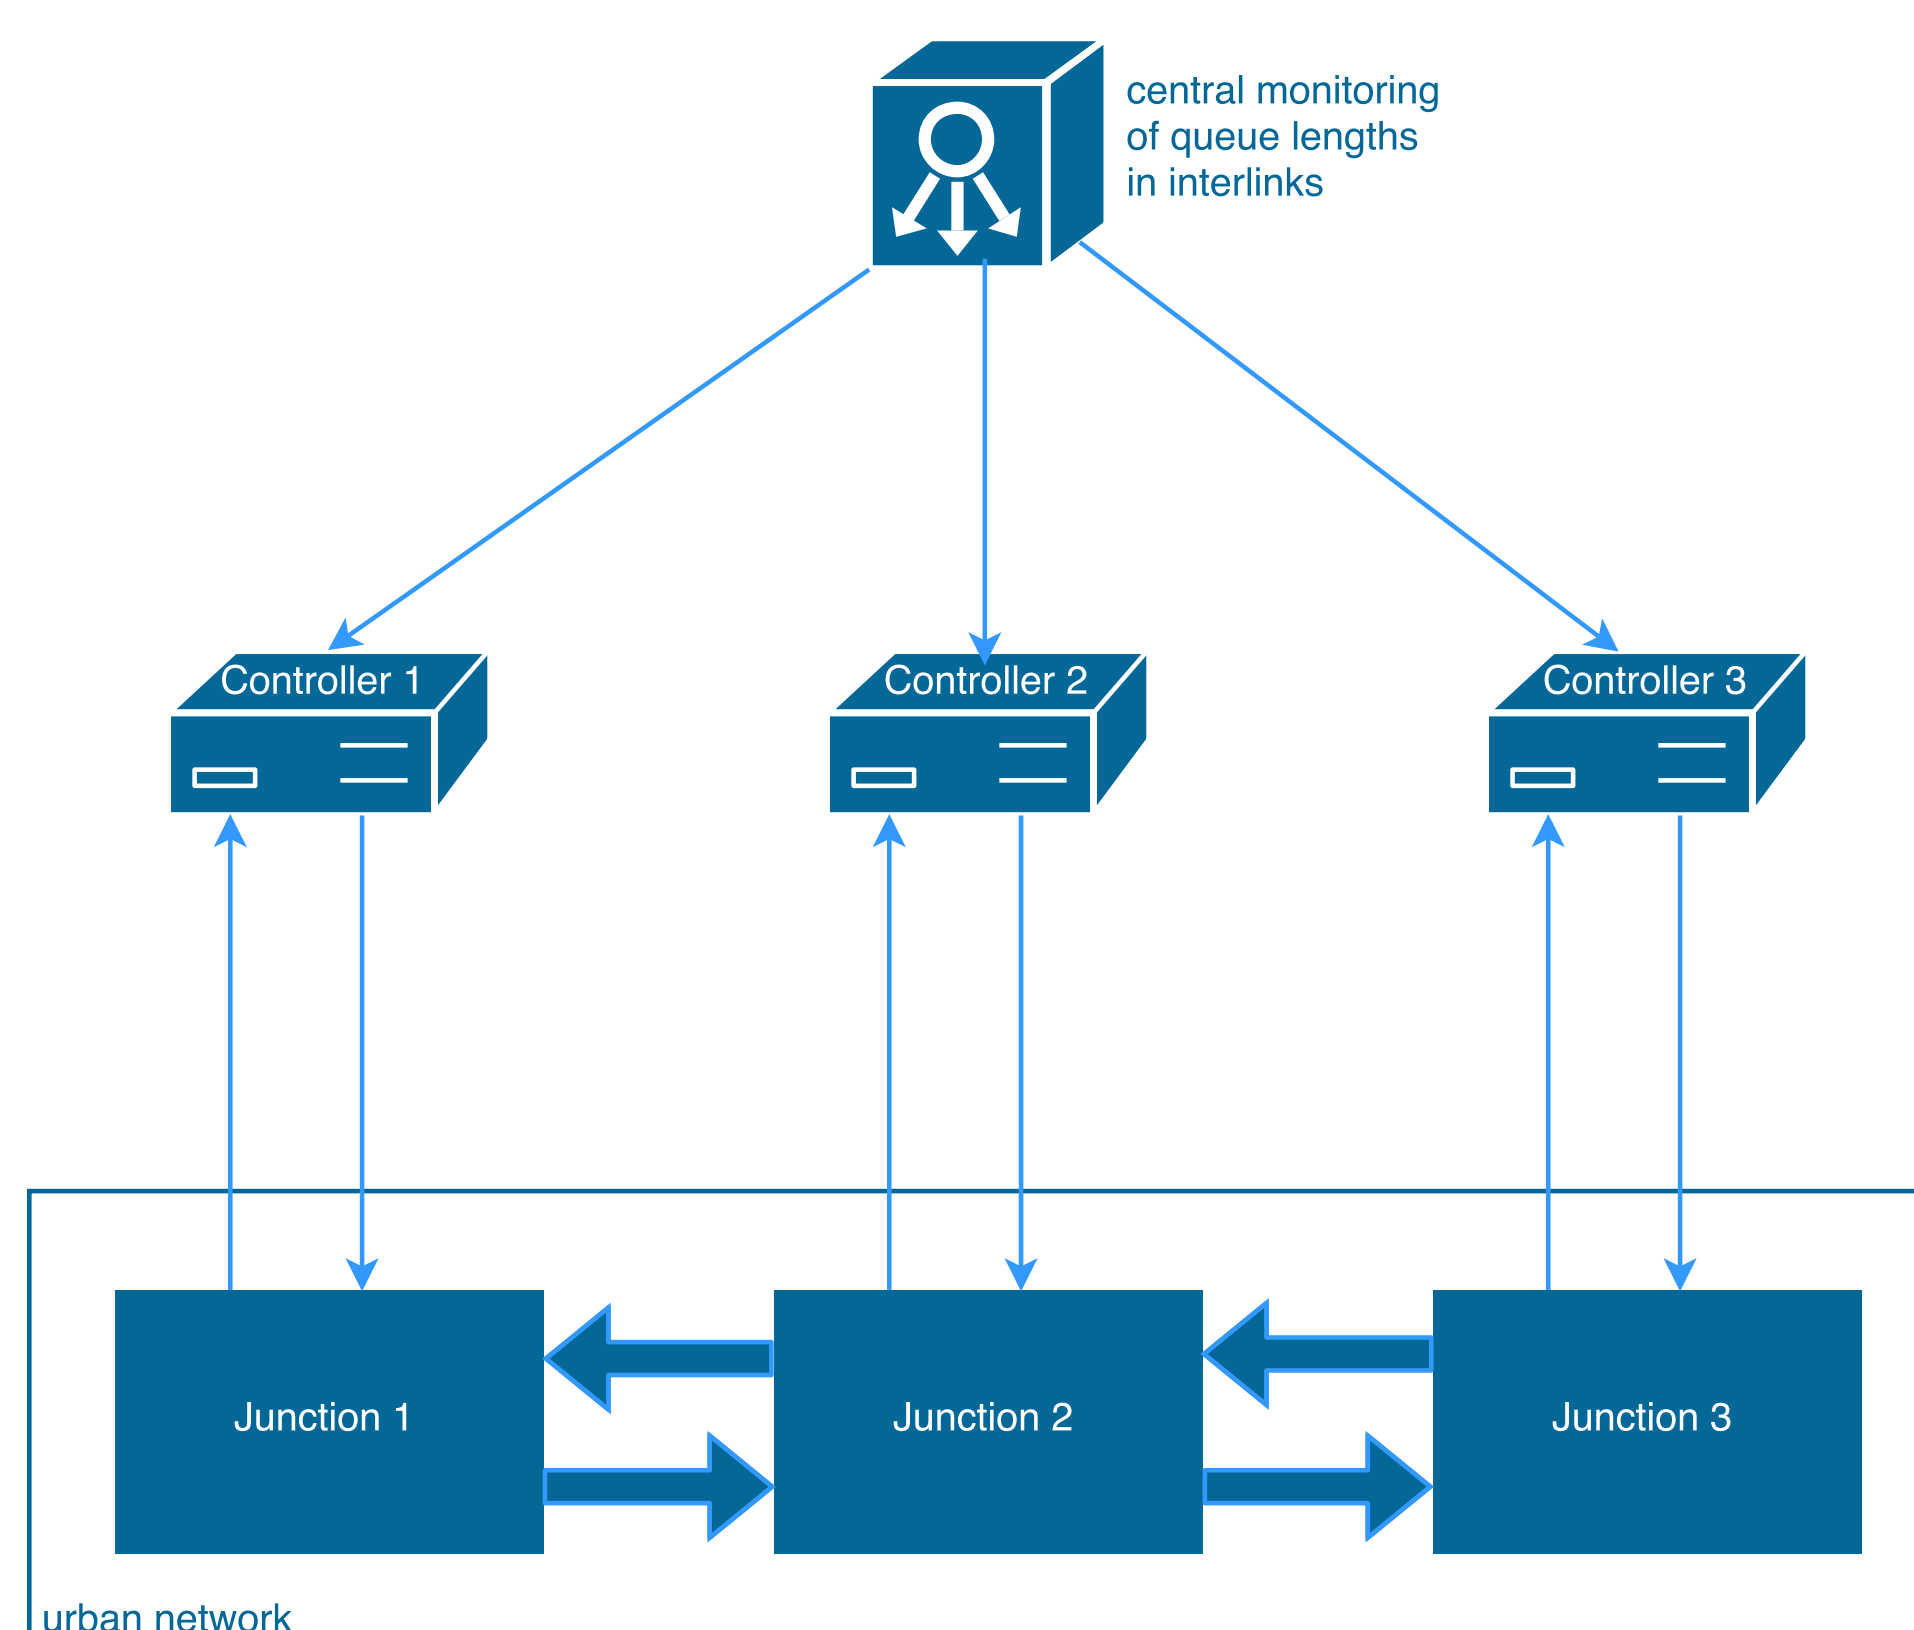 central monitoring
of queue lengths
in interlinks
Controller 1
Controller 2
Controller 3
Junction 1
Junction 2
Junction 3
urban network